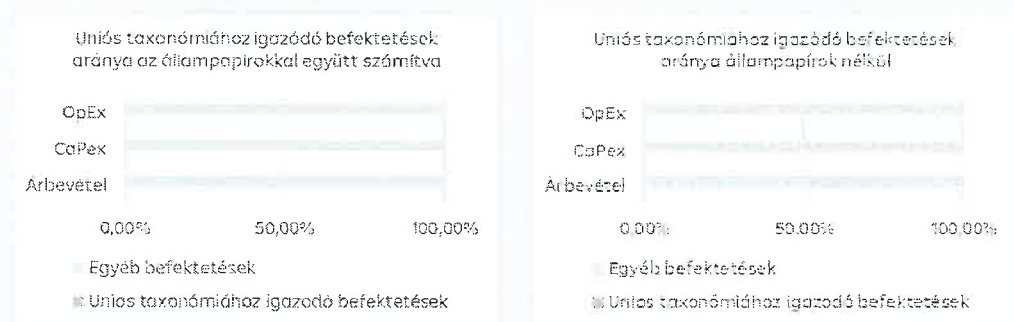 Uniós taxonómiához igazódó befektetések
aránya az állampapírokkal együtt számítva
OpEx
CaPex
Árbevétel
0,00%
50,00%
100,00%
Egyéb befektetések
Uniós taxonómiához igazodó befektetések
Uniós taxonómiához igazódó befektetések
aránya állampapírok nélkül
OpEx
CaPex
Árbevétel
0,00%
50,00%
100,00%
Egyéb befektetések
Uniós taxonómiához igazodó befektetések